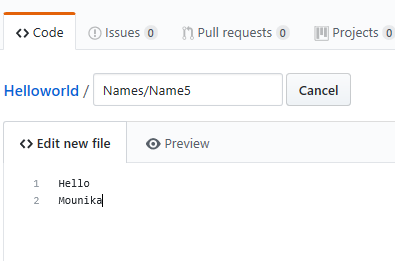 <> Code Issues 0 Pull requests 0 Projects 0
Helloworld / Names/Name5 Cancel
<> Edit new file Preview
1 Hello
2 Mounika